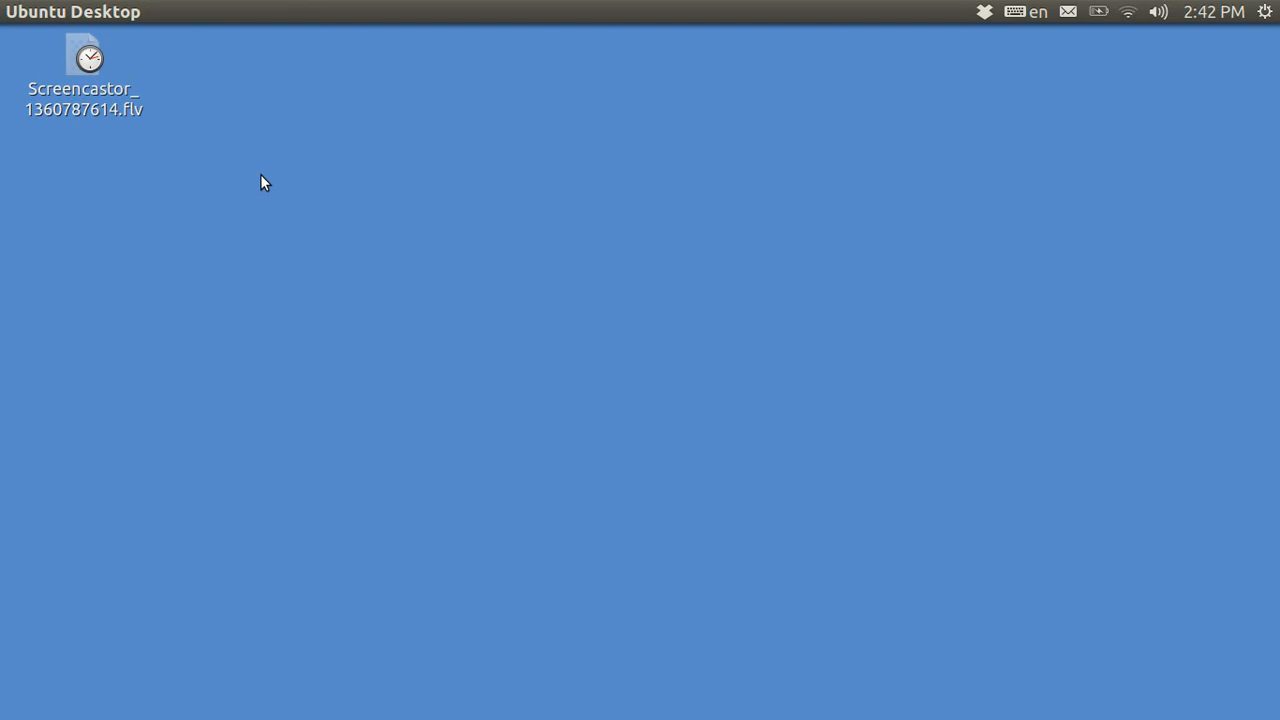 Ubuntu Desktop
en
2:42 PM
Screencastor_
1360787614.flv